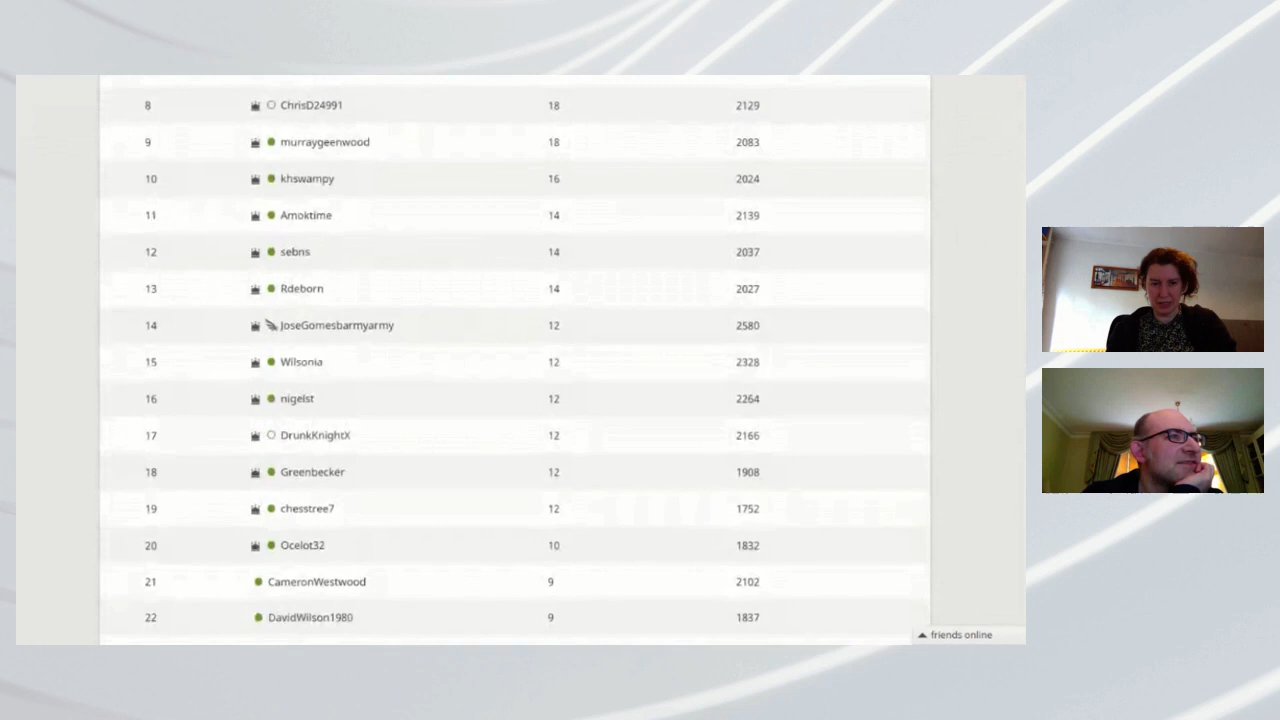 8 ChrisD24991 18 2129
9 murraygeenwood 18 2083
10 khswampy 16 2024
11 Amoktime 14 2139
12 sebns 14 2037
13 Rdeborn 14 2027
14 JoseGomesbarmyarmy 12 2580
15 Wilsonia 12 2328
16 nigelst 12 2264
17 DrunkKnightX 12 2166
18 Greenbecker 12 1908
19 chesstree7 12 1752
20 Ocelot32 10 1832
21 CameronWestwood 9 2102
22 DavidWilson1980 9 1837
friends online